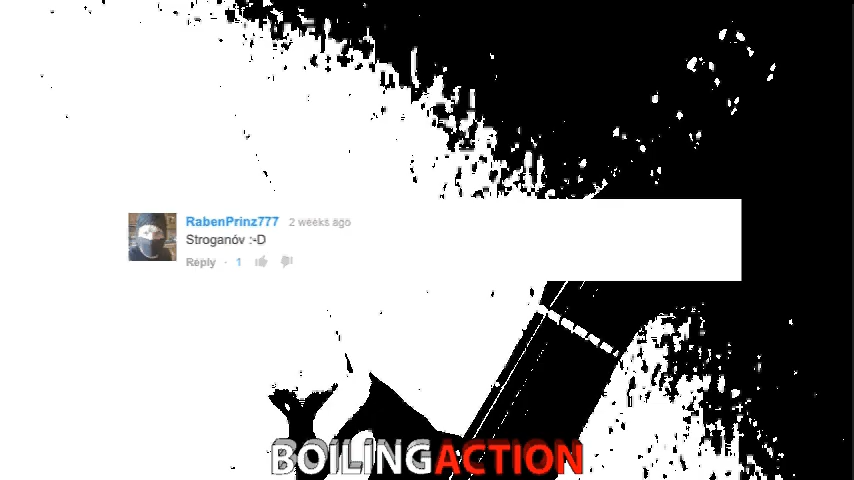 RabenPrinz777 2 weeks ago
Stroganóv :-D
Reply · 1
BOILINGACTION